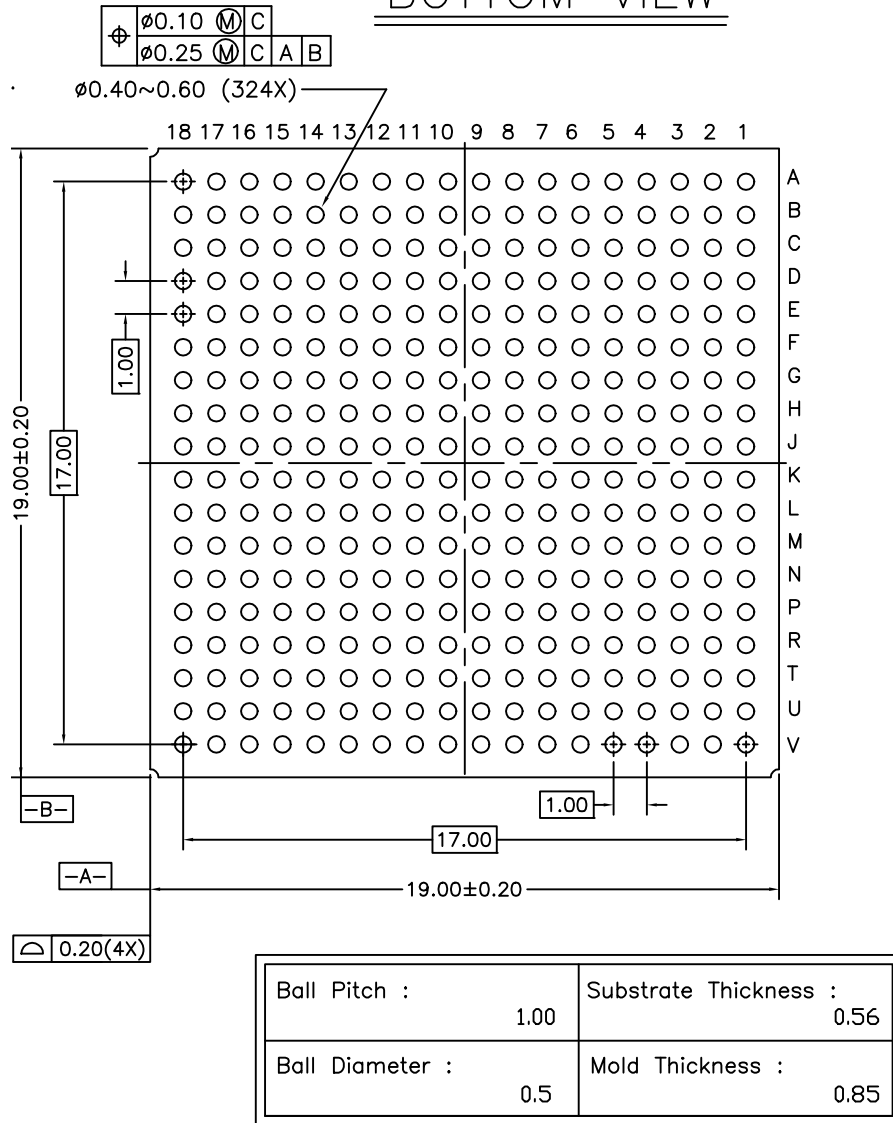 BOTTOM VIEW
⌖ ø0.10 Ⓜ C
ø0.25 Ⓜ C A B
ø0.40~0.60 (324X)
18 17 16 15 14 13 12 11 10 9 8 7 6 5 4 3 2 1
A
B
C
D
E
F
G
H
J
K
L
M
N
P
R
T
U
V
1.00
17.00
19.00±0.20
-B-
1.00
17.00
-A-
19.00±0.20
⌓ 0.20(4X)
Ball Pitch :
1.00
Substrate Thickness :
0.56
Ball Diameter :
0.5
Mold Thickness :
0.85